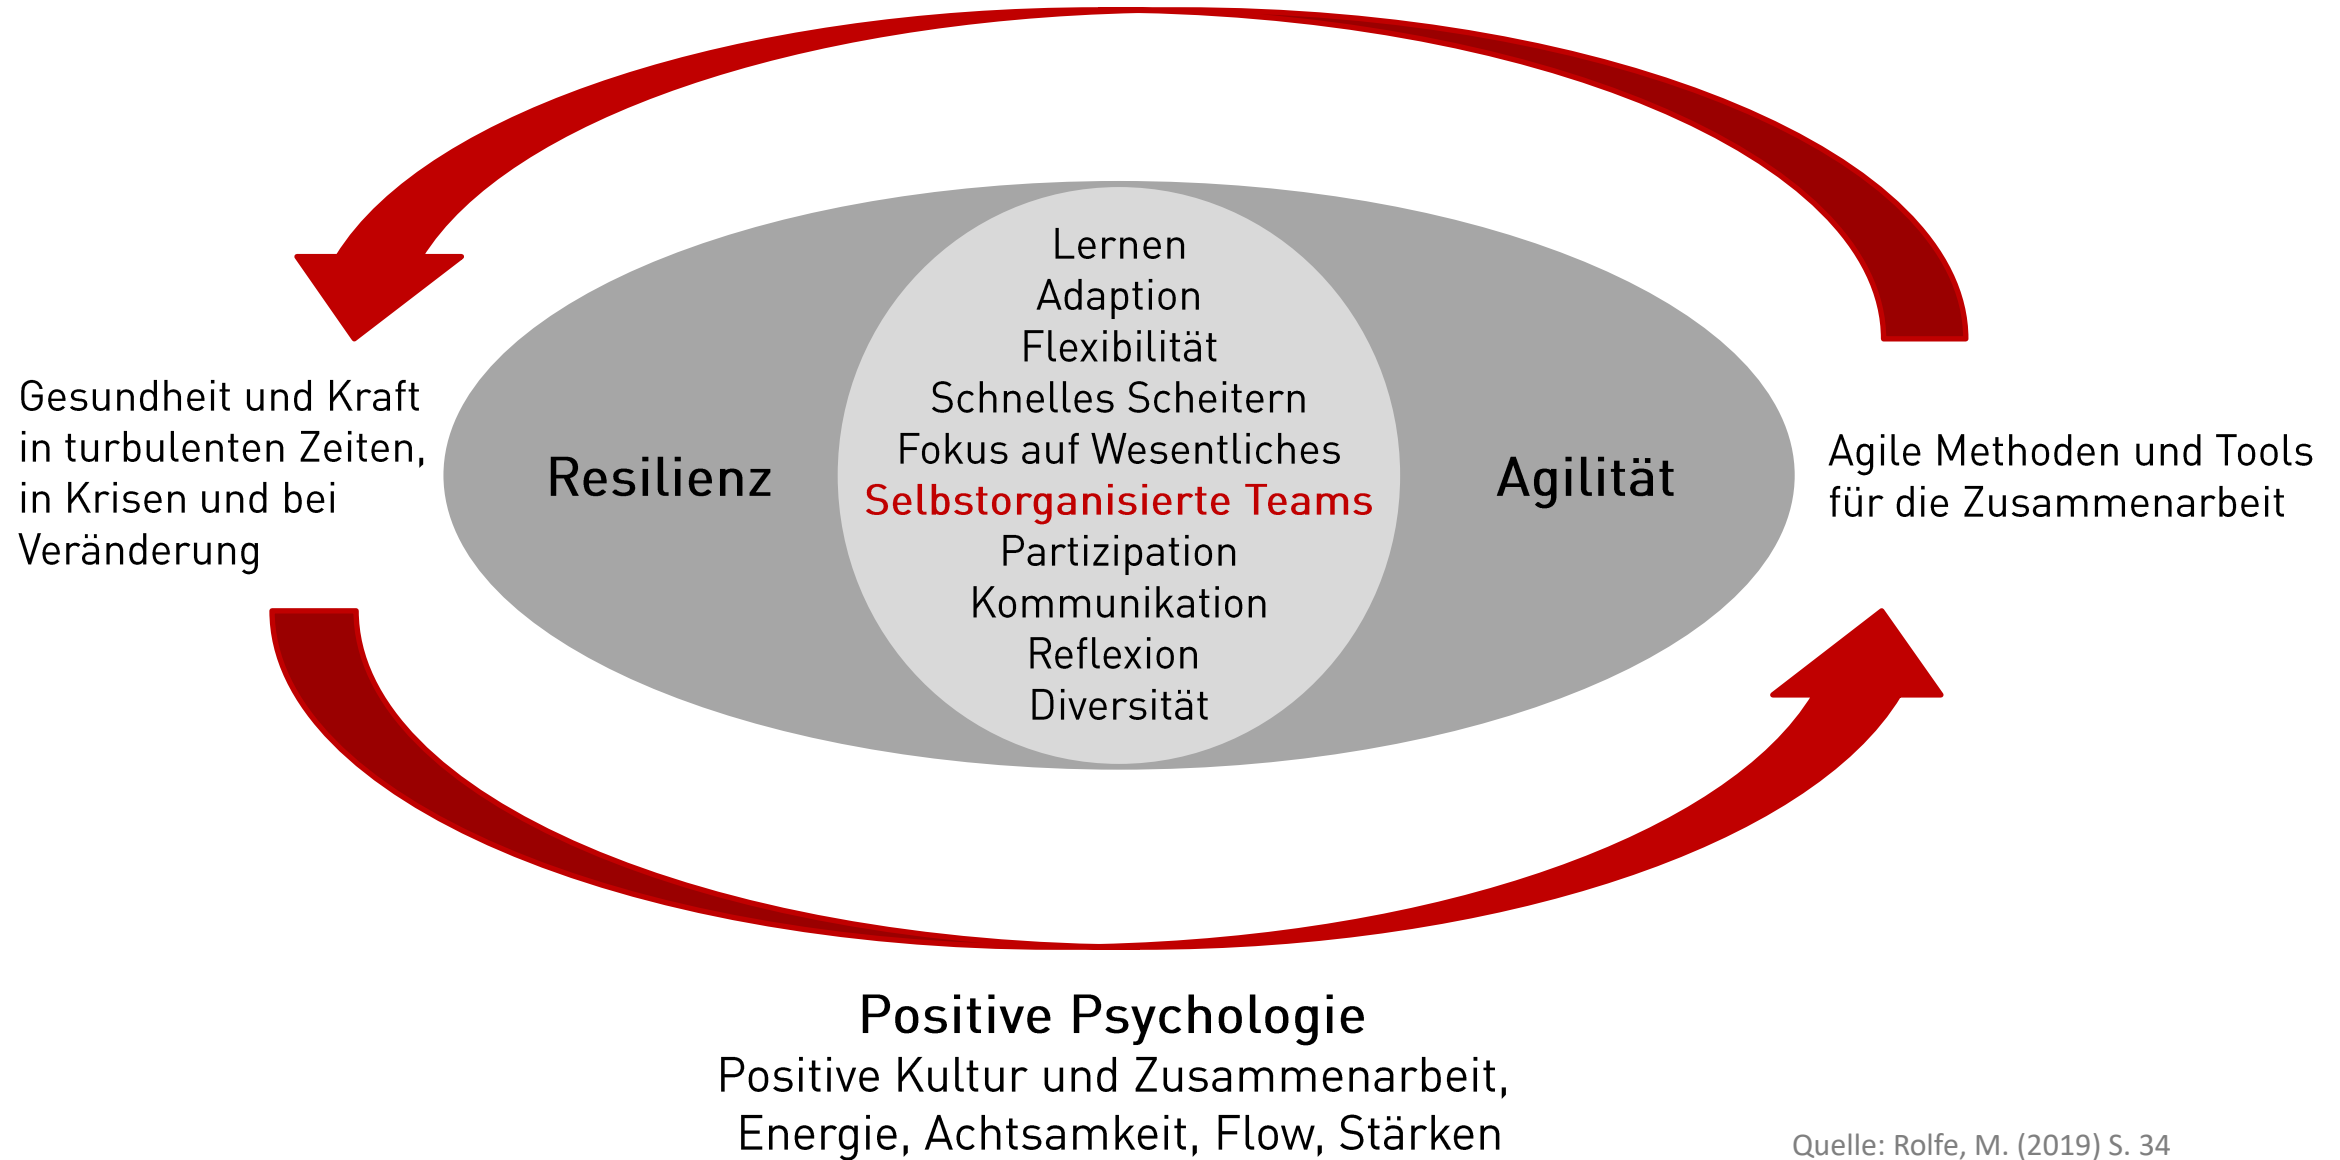 Lernen
Adaption
Flexibilität
Schnelles Scheitern
Fokus auf Wesentliches
Selbstorganisierte Teams
Partizipation
Kommunikation
Reflexion
Diversität
Resilienz
Agilität
Gesundheit und Kraft
in turbulenten Zeiten,
in Krisen und bei
Veränderung
Agile Methoden und Tools
für die Zusammenarbeit
Positive Psychologie
Positive Kultur und Zusammenarbeit,
Energie, Achtsamkeit, Flow, Stärken
Quelle: Rolfe, M. (2019) S. 34